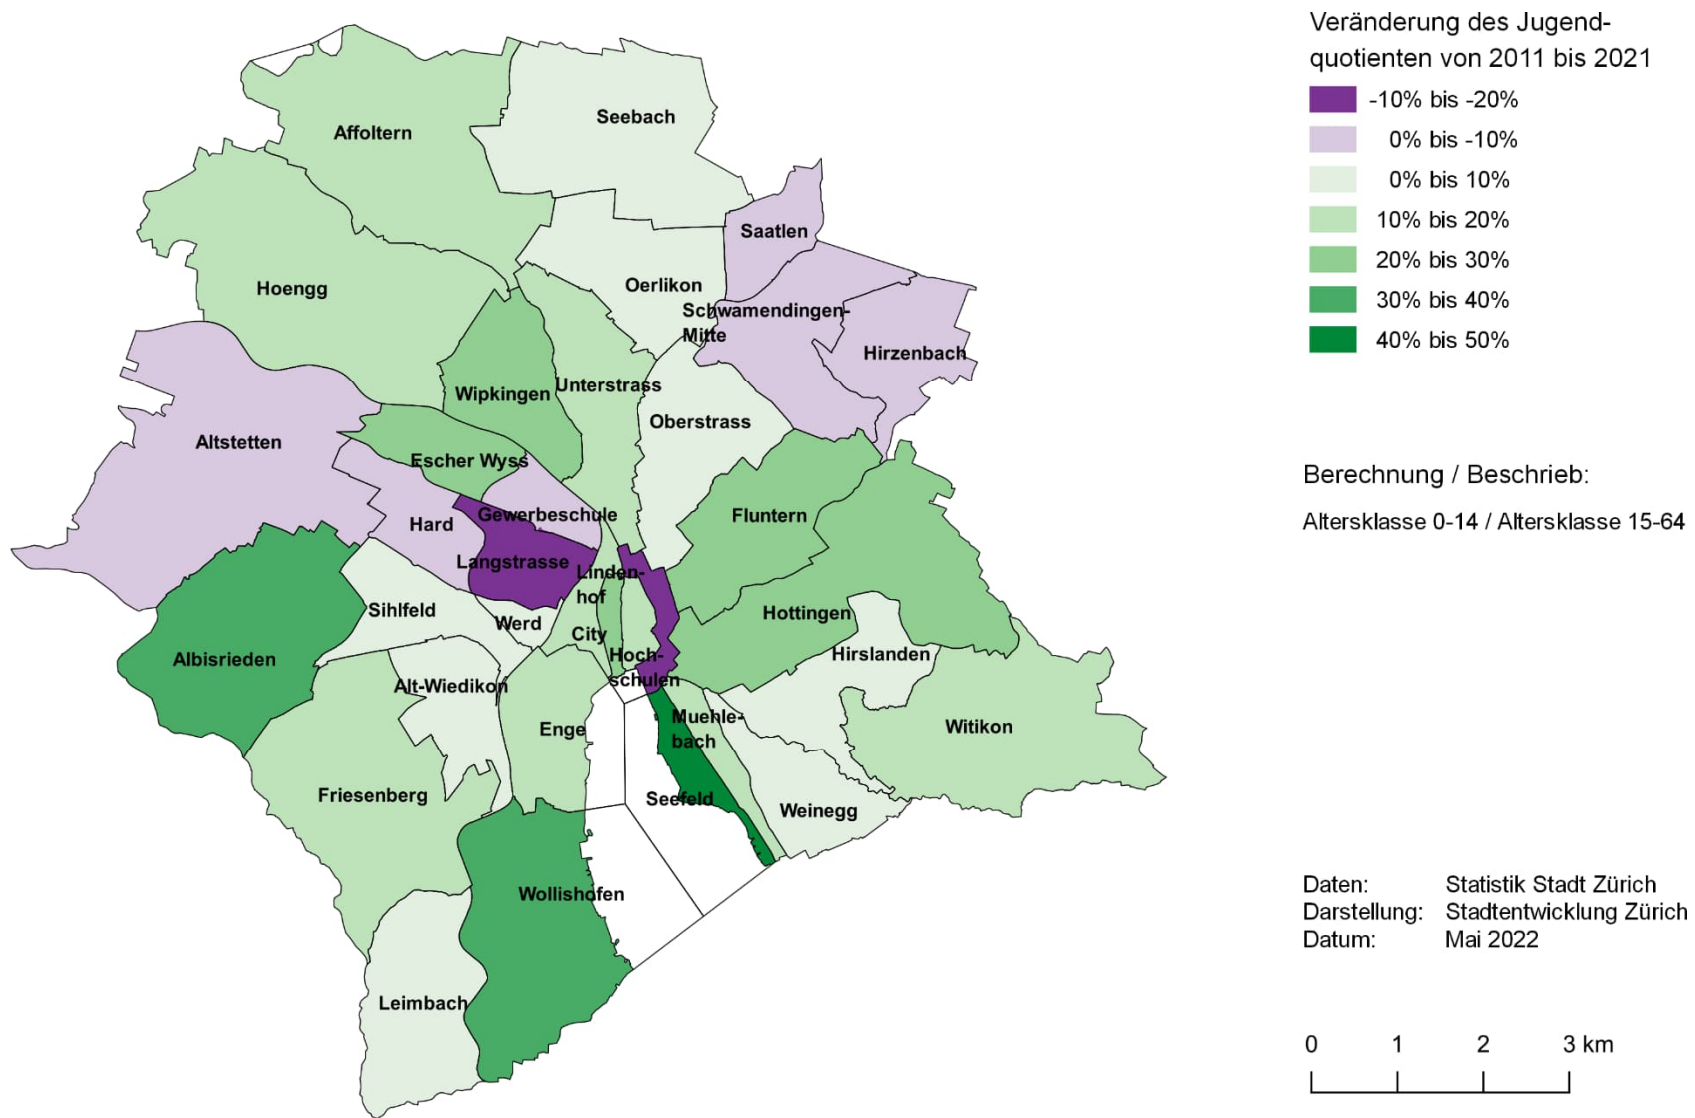 Veränderung des Jugend-
quotienten von 2011 bis 2021
-10% bis -20%
0% bis -10%
0% bis 10%
10% bis 20%
20% bis 30%
30% bis 40%
40% bis 50%
Berechnung / Beschrieb:
Altersklasse 0-14 / Altersklasse 15-64
Daten: Statistik Stadt Zürich
Darstellung: Stadtentwicklung Zürich
Datum: Mai 2022
0 1 2 3 km
Seebach
Affoltern
Saatlen
Hoengg
Oerlikon
Schwamendingen-
Mitte
Hirzenbach
Wipkingen
Unterstrass
Oberstrass
Altstetten
Escher Wyss
Gewerbeschule
Fluntern
Hard
Langstrasse
Linden-
hof
Sihlfeld
Werd
City
Hottingen
Albisrieden
Hoch-
schulen
Hirslanden
Alt-Wiedikon
Enge
Muehle-
bach
Witikon
Friesenberg
Seefeld
Weinegg
Wollishofen
Leimbach